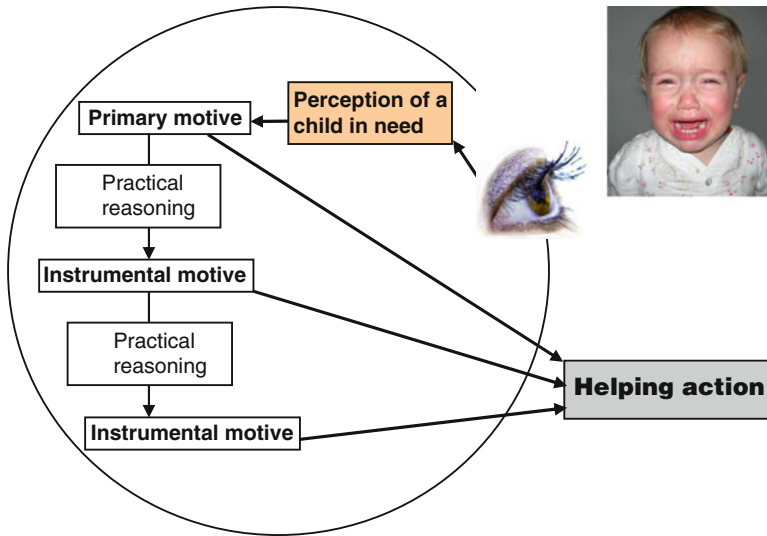 Perception of a
child in need
Primary motive
Practical
reasoning
Instrumental motive
Practical
reasoning
Helping action
Instrumental motive